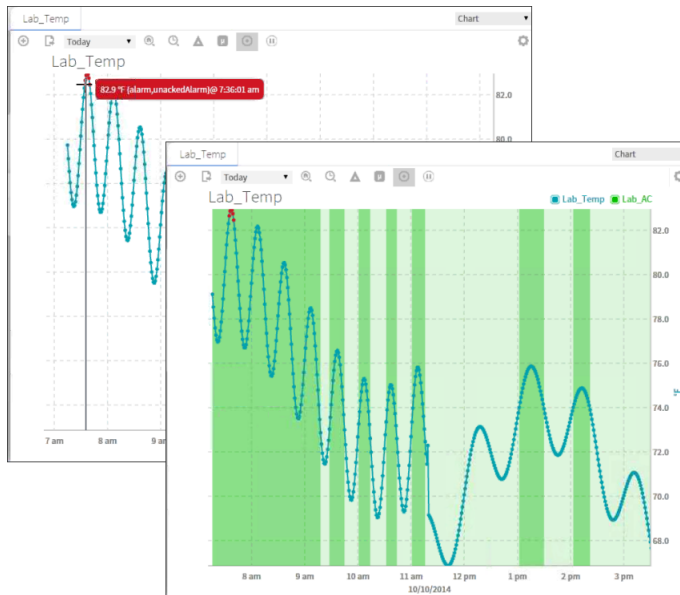 Lab_Temp
Chart
Today
Lab_Temp
82.9 °F (alarm,unackedAlarm)@ 7:36:01 am
82.0
80.0
7 am
8 am
Lab_Temp
Chart
Today
Lab_Temp
Lab_Temp
Lab_AC
82.0
80.0
78.0
76.0
74.0
72.0
70.0
68.0
°F
8 am
9 am
10 am
11 am
12 pm
1 pm
2 pm
3 pm
10/10/2014